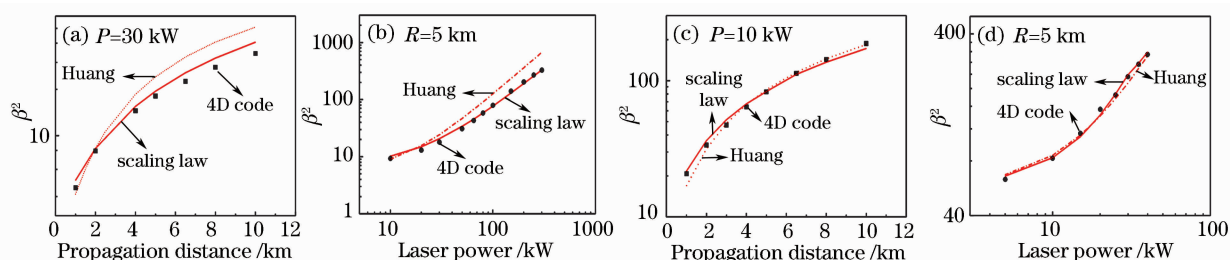 (a) P=30 kW
Huang
4D code
scaling law
10
β²
0 2 4 6 8 10 12
Propagation distance /km
(b) R=5 km
1000
100
10
1
β²
Huang
scaling law
4D code
10 100 1000
Laser power /kW
(c) P=10 kW
100
10
β²
scaling
law
4D code
Huang
0 2 4 6 8 10 12
Propagation distance /km
(d) R=5 km
400
40
β²
scaling law
Huang
4D code
10 100
Laser power /kW